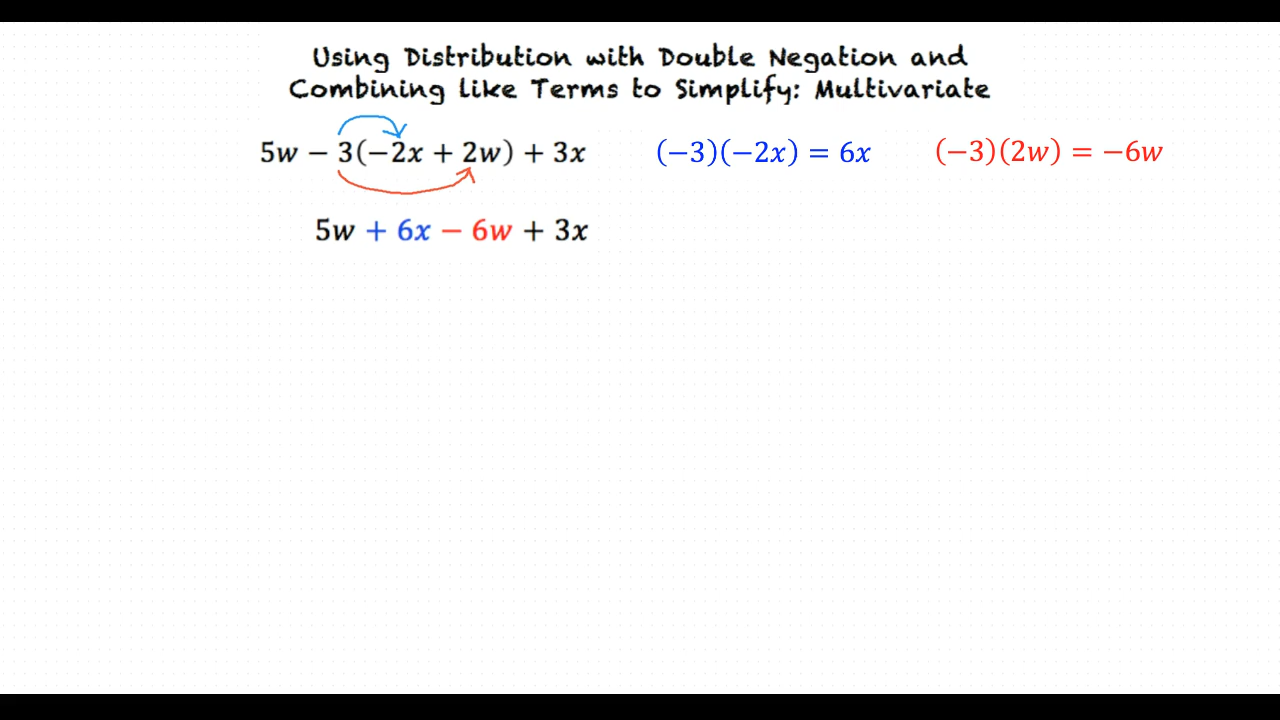 Using Distribution with Double Negation and
Combining like Terms to Simplify: Multivariate
5w − 3(−2x + 2w) + 3x (−3)(−2x) = 6x (−3)(2w) = −6w
5w + 6x − 6w + 3x